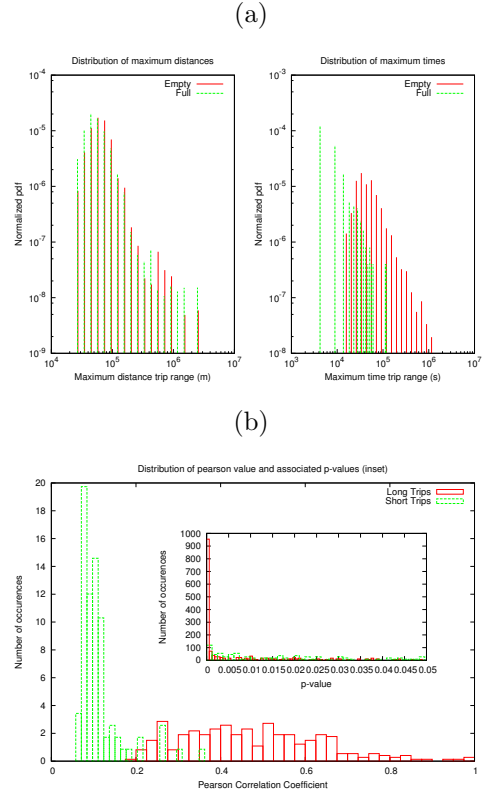 (a)
Distribution of maximum distances
Normalized pdf
10^-4
10^-5
10^-6
10^-7
10^-8
10^-9
Empty
Full
10^4 10^5 10^6 10^7
Maximum distance trip range (m)
Distribution of maximum times
Normalized pdf
10^-3
10^-4
10^-5
10^-6
10^-7
10^-8
10^-9
Empty
Full
10^3 10^4 10^5 10^6 10^7
Maximum time trip range (s)
(b)
Distribution of pearson value and associated p-values (inset)
Number of occurences
20
18
16
14
12
10
8
6
4
2
0
Long Trips
Short Trips
Number of occurences
1000
900
800
700
600
500
400
300
200
100
0
0 0.005 0.01 0.015 0.02 0.025 0.03 0.035 0.04 0.045 0.05
p-value
0 0.2 0.4 0.6 0.8 1
Pearson Correlation Coefficient